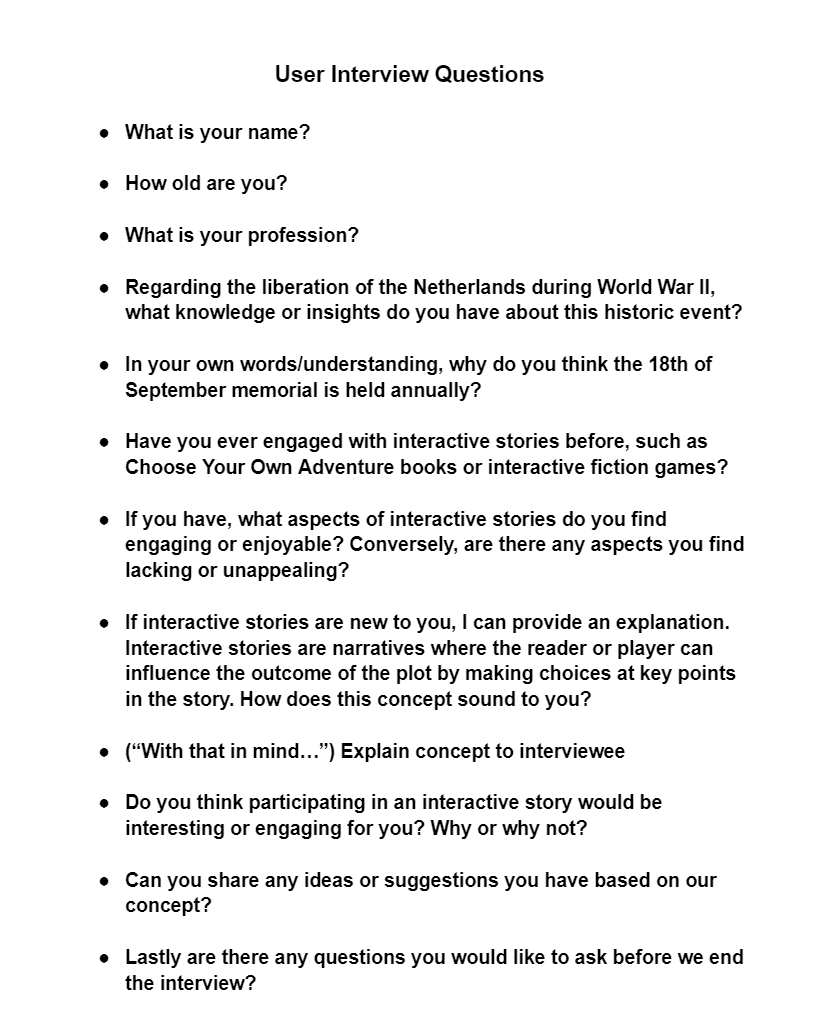 User Interview Questions
● What is your name?
● How old are you?
● What is your profession?
● Regarding the liberation of the Netherlands during World War II,
what knowledge or insights do you have about this historic event?
● In your own words/understanding, why do you think the 18th of
September memorial is held annually?
● Have you ever engaged with interactive stories before, such as
Choose Your Own Adventure books or interactive fiction games?
● If you have, what aspects of interactive stories do you find
engaging or enjoyable? Conversely, are there any aspects you find
lacking or unappealing?
● If interactive stories are new to you, I can provide an explanation.
Interactive stories are narratives where the reader or player can
influence the outcome of the plot by making choices at key points
in the story. How does this concept sound to you?
● (“With that in mind…”) Explain concept to interviewee
● Do you think participating in an interactive story would be
interesting or engaging for you? Why or why not?
● Can you share any ideas or suggestions you have based on our
concept?
● Lastly are there any questions you would like to ask before we end
the interview?